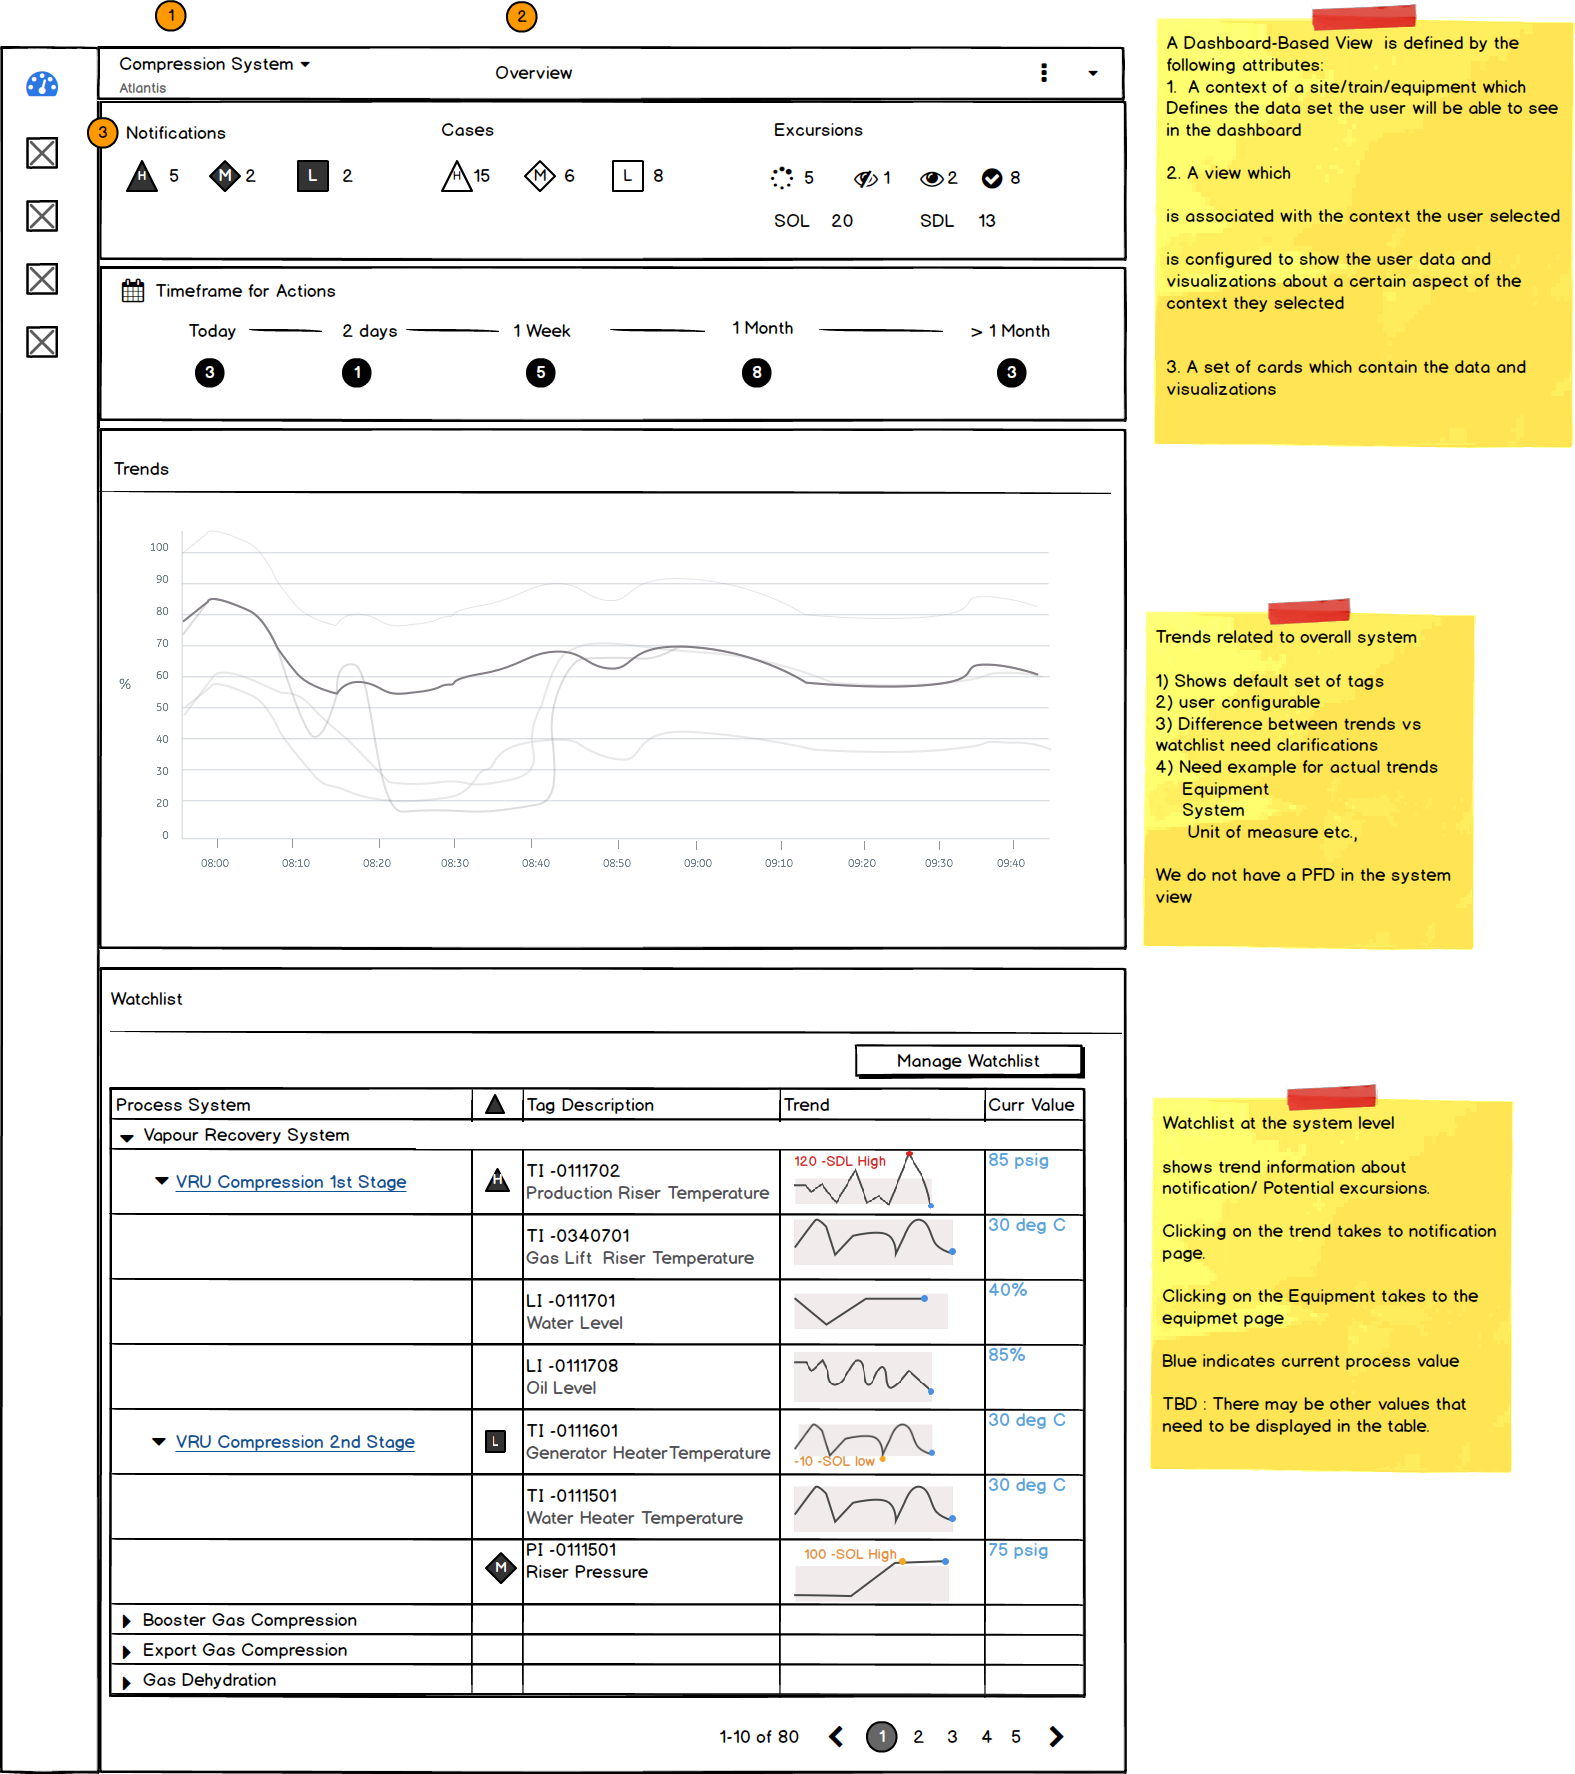 1
2
Compression System
Atlantis
Overview
3
Notifications
Cases
Excursions
H 5 M 2 L 2
H 15 M 6 L 8
5 1 2 8
SOL 20 SDL 13
Timeframe for Actions
Today 2 days 1 Week 1 Month > 1 Month
3 1 5 8 3
Trends
100
90
80
70
60
%
50
40
30
20
0
08:00 08:10 08:20 08:30 08:40 08:50 09:00 09:10 09:20 09:30 09:40
Watchlist
Manage Watchlist
Process System Tag Description Trend Curr Value
Vapour Recovery System
VRU Compression 1st Stage
H
TI -0111702
Production Riser Temperature
120 -SDL High
85 psig
TI -0340701
Gas Lift Riser Temperature
30 deg C
LI -0111701
Water Level
40%
LI -0111708
Oil Level
85%
VRU Compression 2nd Stage
L
TI -0111601
Generator HeaterTemperature
-10 -SOL low
30 deg C
TI -0111501
Water Heater Temperature
30 deg C
M
PI -0111501
Riser Pressure
100 -SOL High
75 psig
Booster Gas Compression
Export Gas Compression
Gas Dehydration
1-10 of 80 1 2 3 4 5
A Dashboard-Based View is defined by the
following attributes:
1. A context of a site/train/equipment which
Defines the data set the user will be able to see
in the dashboard
2. A view which
is associated with the context the user selected
is configured to show the user data and
visualizations about a certain aspect of the
context they selected
3. A set of cards which contain the data and
visualizations
Trends related to overall system
1) Shows default set of tags
2) user configurable
3) Difference between trends vs
watchlist need clarifications
4) Need example for actual trends
Equipment
System
Unit of measure etc.,
We do not have a PFD in the system
view
Watchlist at the system level
shows trend information about
notification/ Potential excursions.
Clicking on the trend takes to notification
page.
Clicking on the Equipment takes to the
equipmet page
Blue indicates current process value
TBD : There may be other values that
need to be displayed in the table.